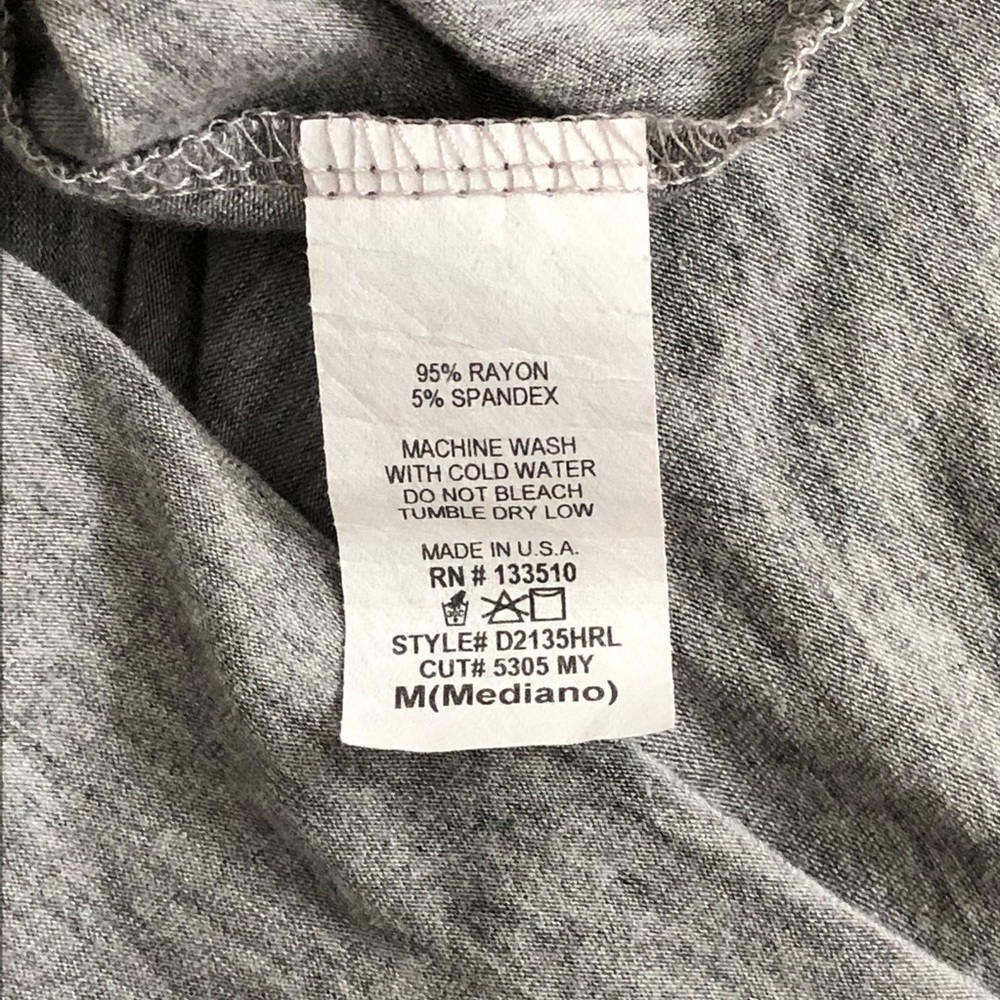 95% RAYON
5% SPANDEX
MACHINE WASH
WITH COLD WATER
DO NOT BLEACH
TUMBLE DRY LOW
MADE IN U.S.A.
RN # 133510
STYLE# D2135HRL
CUT# 5305 MY
M(Mediano)